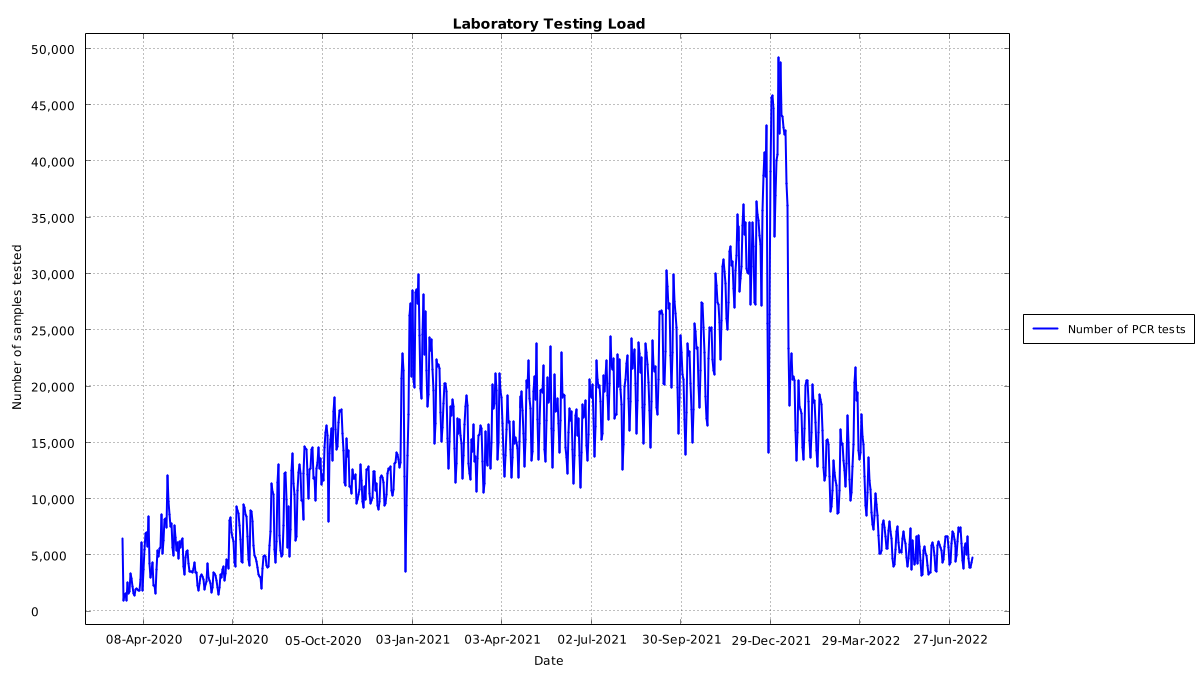 Laboratory Testing Load
Number of samples tested
50,000
45,000
40,000
35,000
30,000
25,000
20,000
15,000
10,000
5,000
0
08-Apr-2020 07-Jul-2020 05-Oct-2020 03-Jan-2021 03-Apr-2021 02-Jul-2021 30-Sep-2021 29-Dec-2021 29-Mar-2022 27-Jun-2022
Date
Number of PCR tests